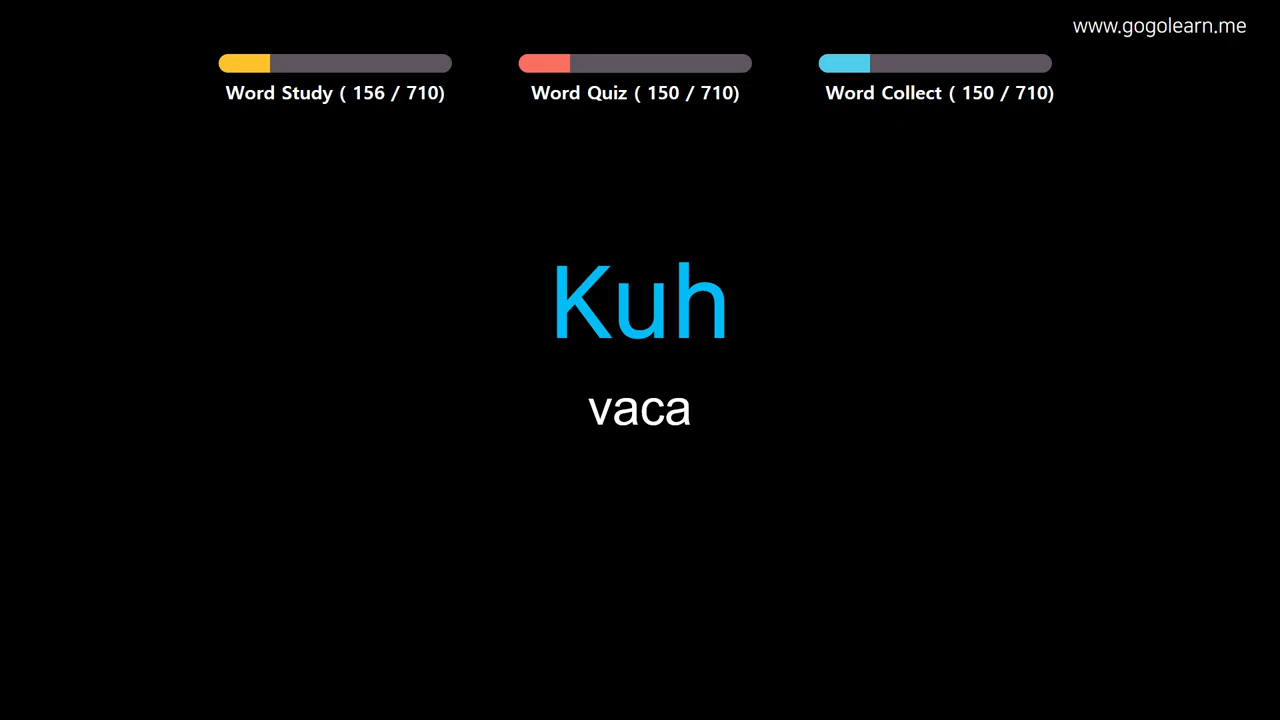 www.gogolearn.me
Word Study ( 156 / 710)
Word Quiz ( 150 / 710)
Word Collect ( 150 / 710)
Kuh
vaca